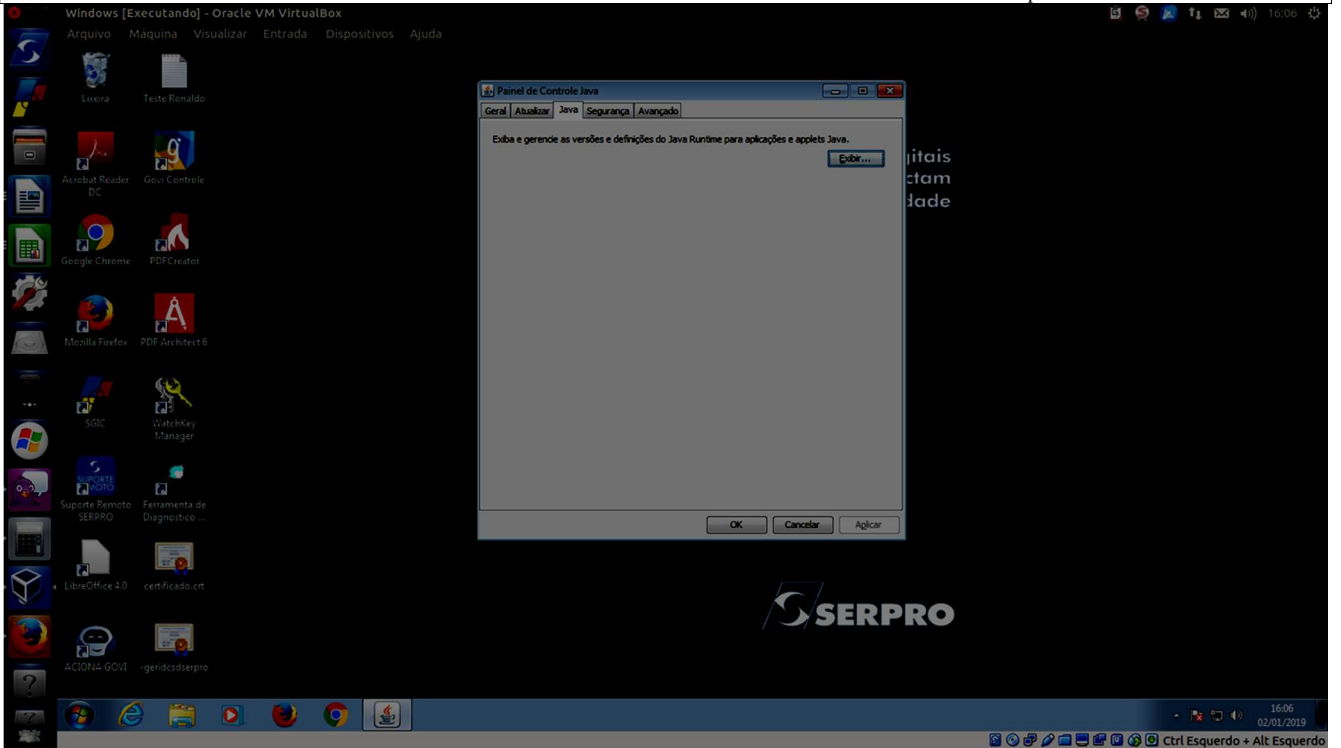 Windows [Executando] - Oracle VM VirtualBox
16:06
Arquivo Máquina Visualizar Entrada Dispositivos Ajuda
Lixeira
Teste Ronaldo
Painel de Controle Java
Geral Atualizar Java Segurança Avançado
Exiba e gerencie as versões e definições do Java Runtime para aplicações e applets Java.
Exibir...
gitais
ctam
dade
Acrobat Reader
DC
Govi Controle
Google Chrome
PDFCreator
Mozilla Firefox
PDF Architect 6
SGIC
WatchKey
Manager
SUPORTE
Suporte Remoto
SERPRO
Ferramenta de
Diagnóstico ...
OK Cancelar Aplicar
LibreOffice 4.0
certificado.crt
SERPRO
ACIONA GOVI
-geridcsdserpro
16:06
02/01/2019
Ctrl Esquerdo + Alt Esquerdo